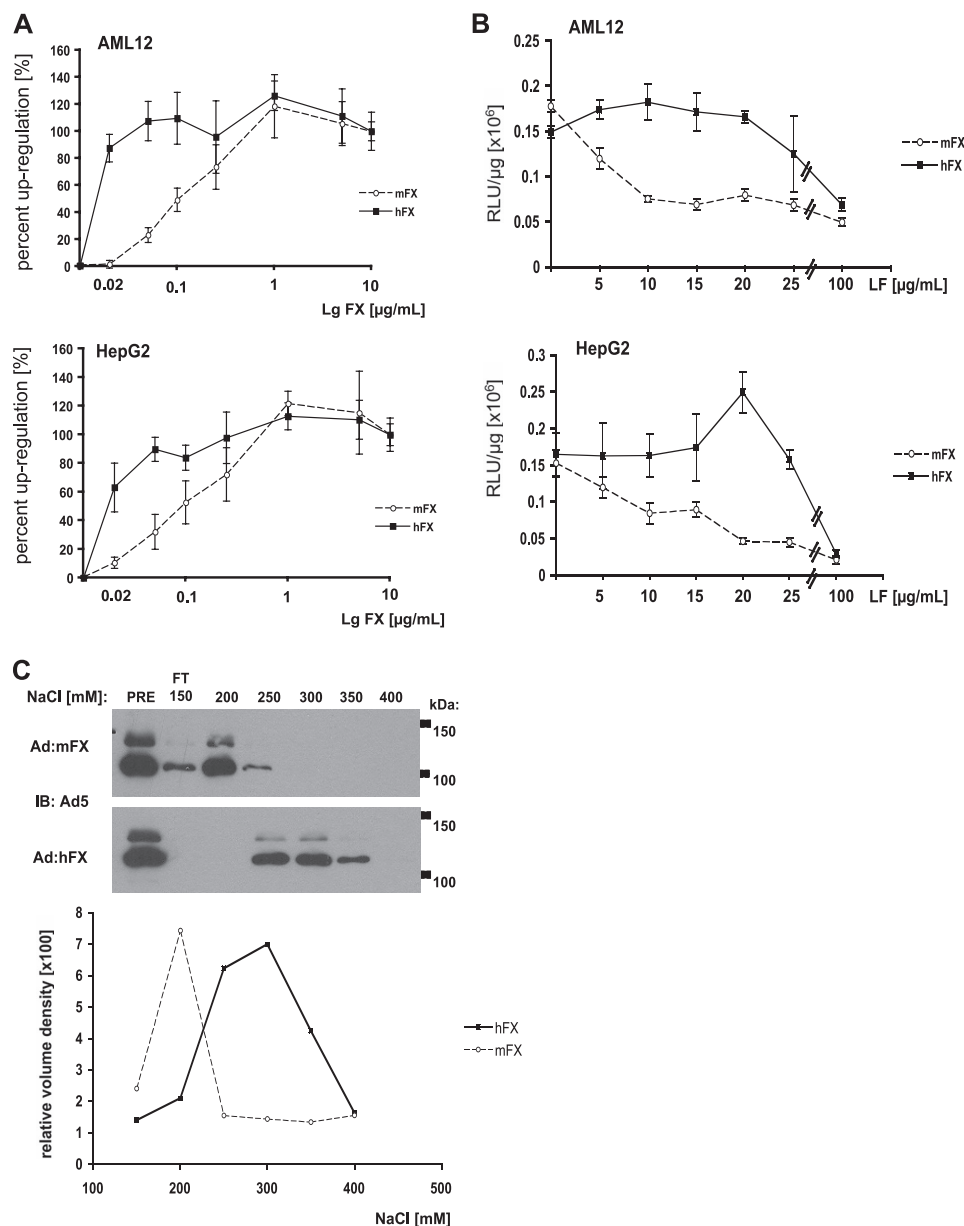 A
AML12
percent up-regulation [%]
160
140
120
100
80
60
40
20
0
0.02
0.1
1
10
Lg FX [µg/mL]
mFX
hFX
HepG2
percent up-regulation [%]
160
140
120
100
80
60
40
20
0
0.02
0.1
1
10
Lg FX [µg/mL]
mFX
hFX
B
AML12
RLU/µg [x10⁶]
0.25
0.2
0.15
0.1
0.05
0
5
10
15
20
25
100
LF [µg/mL]
mFX
hFX
HepG2
RLU/µg [x10⁶]
0.3
0.25
0.2
0.15
0.1
0.05
0
5
10
15
20
25
100
LF [µg/mL]
mFX
hFX
C
FT
NaCl [mM]: PRE 150 200 250 300 350 400 kDa:
Ad:mFX
150
100
IB: Ad5
Ad:hFX
150
100
relative volume density [x100]
8
7
6
5
4
3
2
1
0
100
200
300
400
500
NaCl [mM]
hFX
mFX